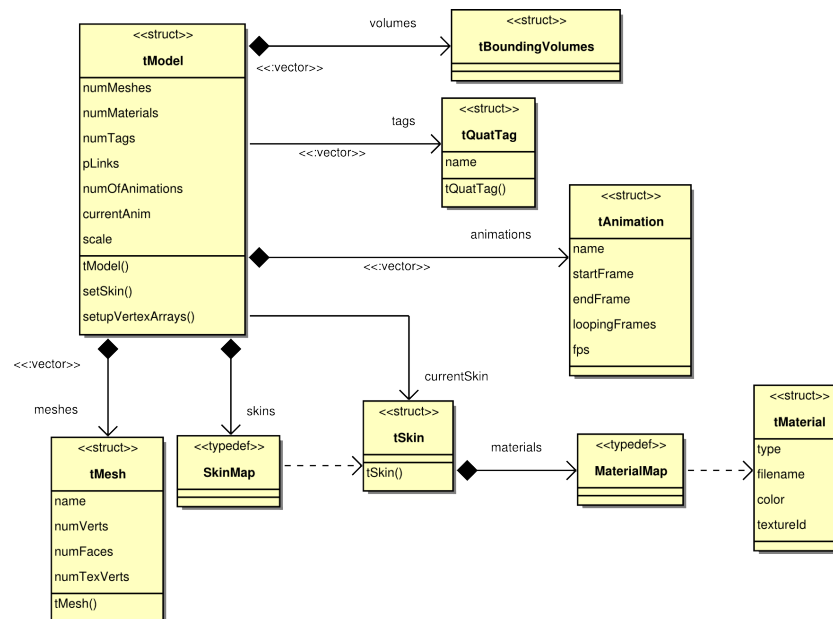 <<struct>>
tModel
numMeshes
numMaterials
numTags
pLinks
numOfAnimations
currentAnim
scale
tModel()
setSkin()
setupVertexArrays()
volumes
<<:vector>>
<<struct>>
tBoundingVolumes
tags
<<:vector>>
<<struct>>
tQuatTag
name
tQuatTag()
animations
<<:vector>>
<<struct>>
tAnimation
name
startFrame
endFrame
loopingFrames
fps
<<:vector>>
meshes
skins
currentSkin
<<struct>>
tMesh
name
numVerts
numFaces
numTexVerts
tMesh()
<<typedef>>
SkinMap
<<struct>>
tSkin
tSkin()
materials
<<typedef>>
MaterialMap
<<struct>>
tMaterial
type
filename
color
textureId